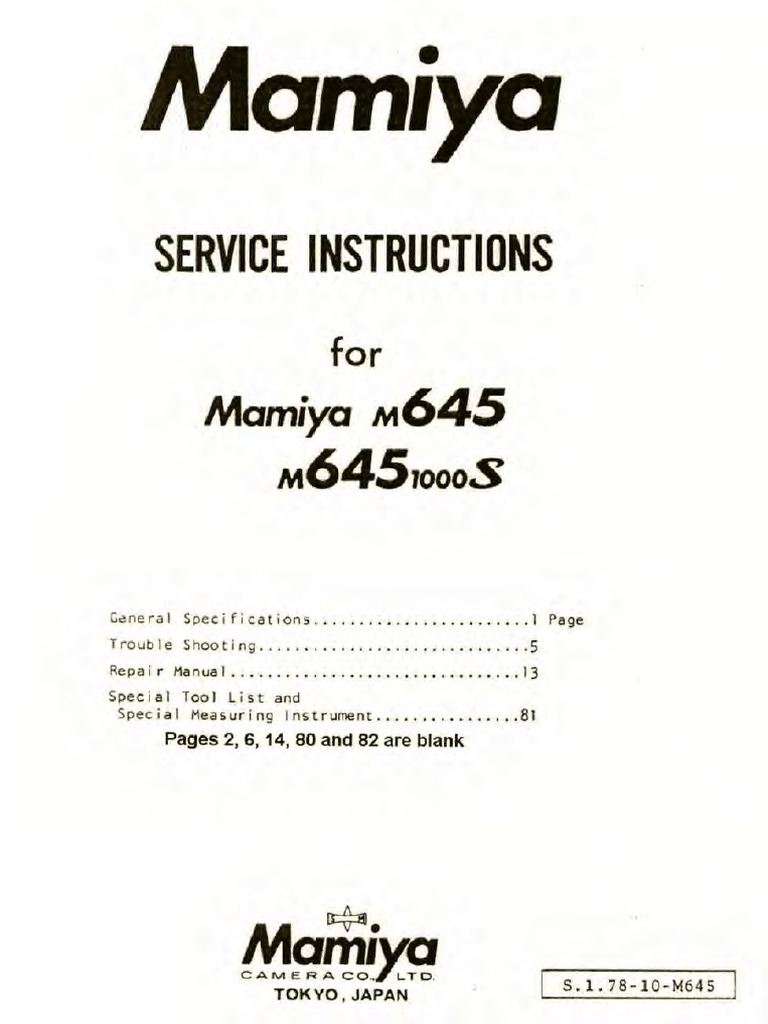 Mamiya
SERVICE INSTRUCTIONS
for
Mamiya M645
M645 1000S
General Specifications........................1 Page
Trouble Shooting..............................5
Repair Manual................................13
Special Tool List and
Special Measuring Instrument................81
Pages 2, 6, 14, 80 and 82 are blank
S M
Mamiya
CAMERA CO., LTD.
TOKYO, JAPAN
S.1.78-10-M645